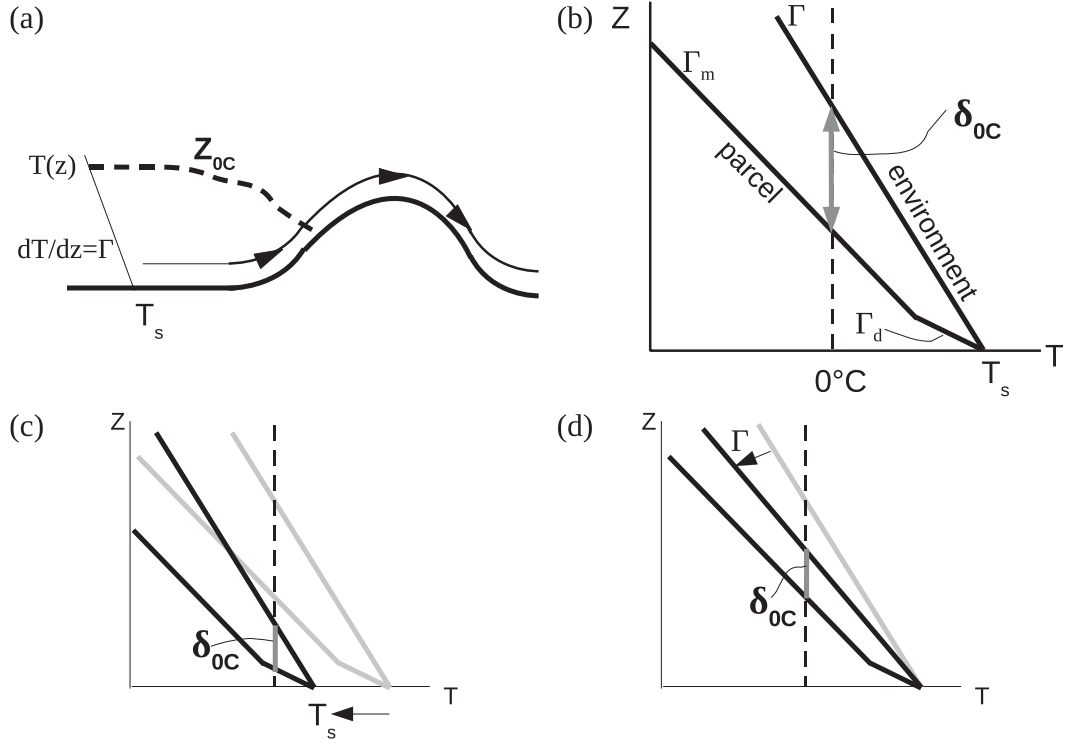 (a)
T(z)
Z0C
dT/dz=Γ
Ts
(b)
Z
Γ
Γm
δ0C
parcel
environment
Γd
0°C
Ts
T
(c)
Z
δ0C
T
Ts
(d)
Z
Γ
δ0C
T